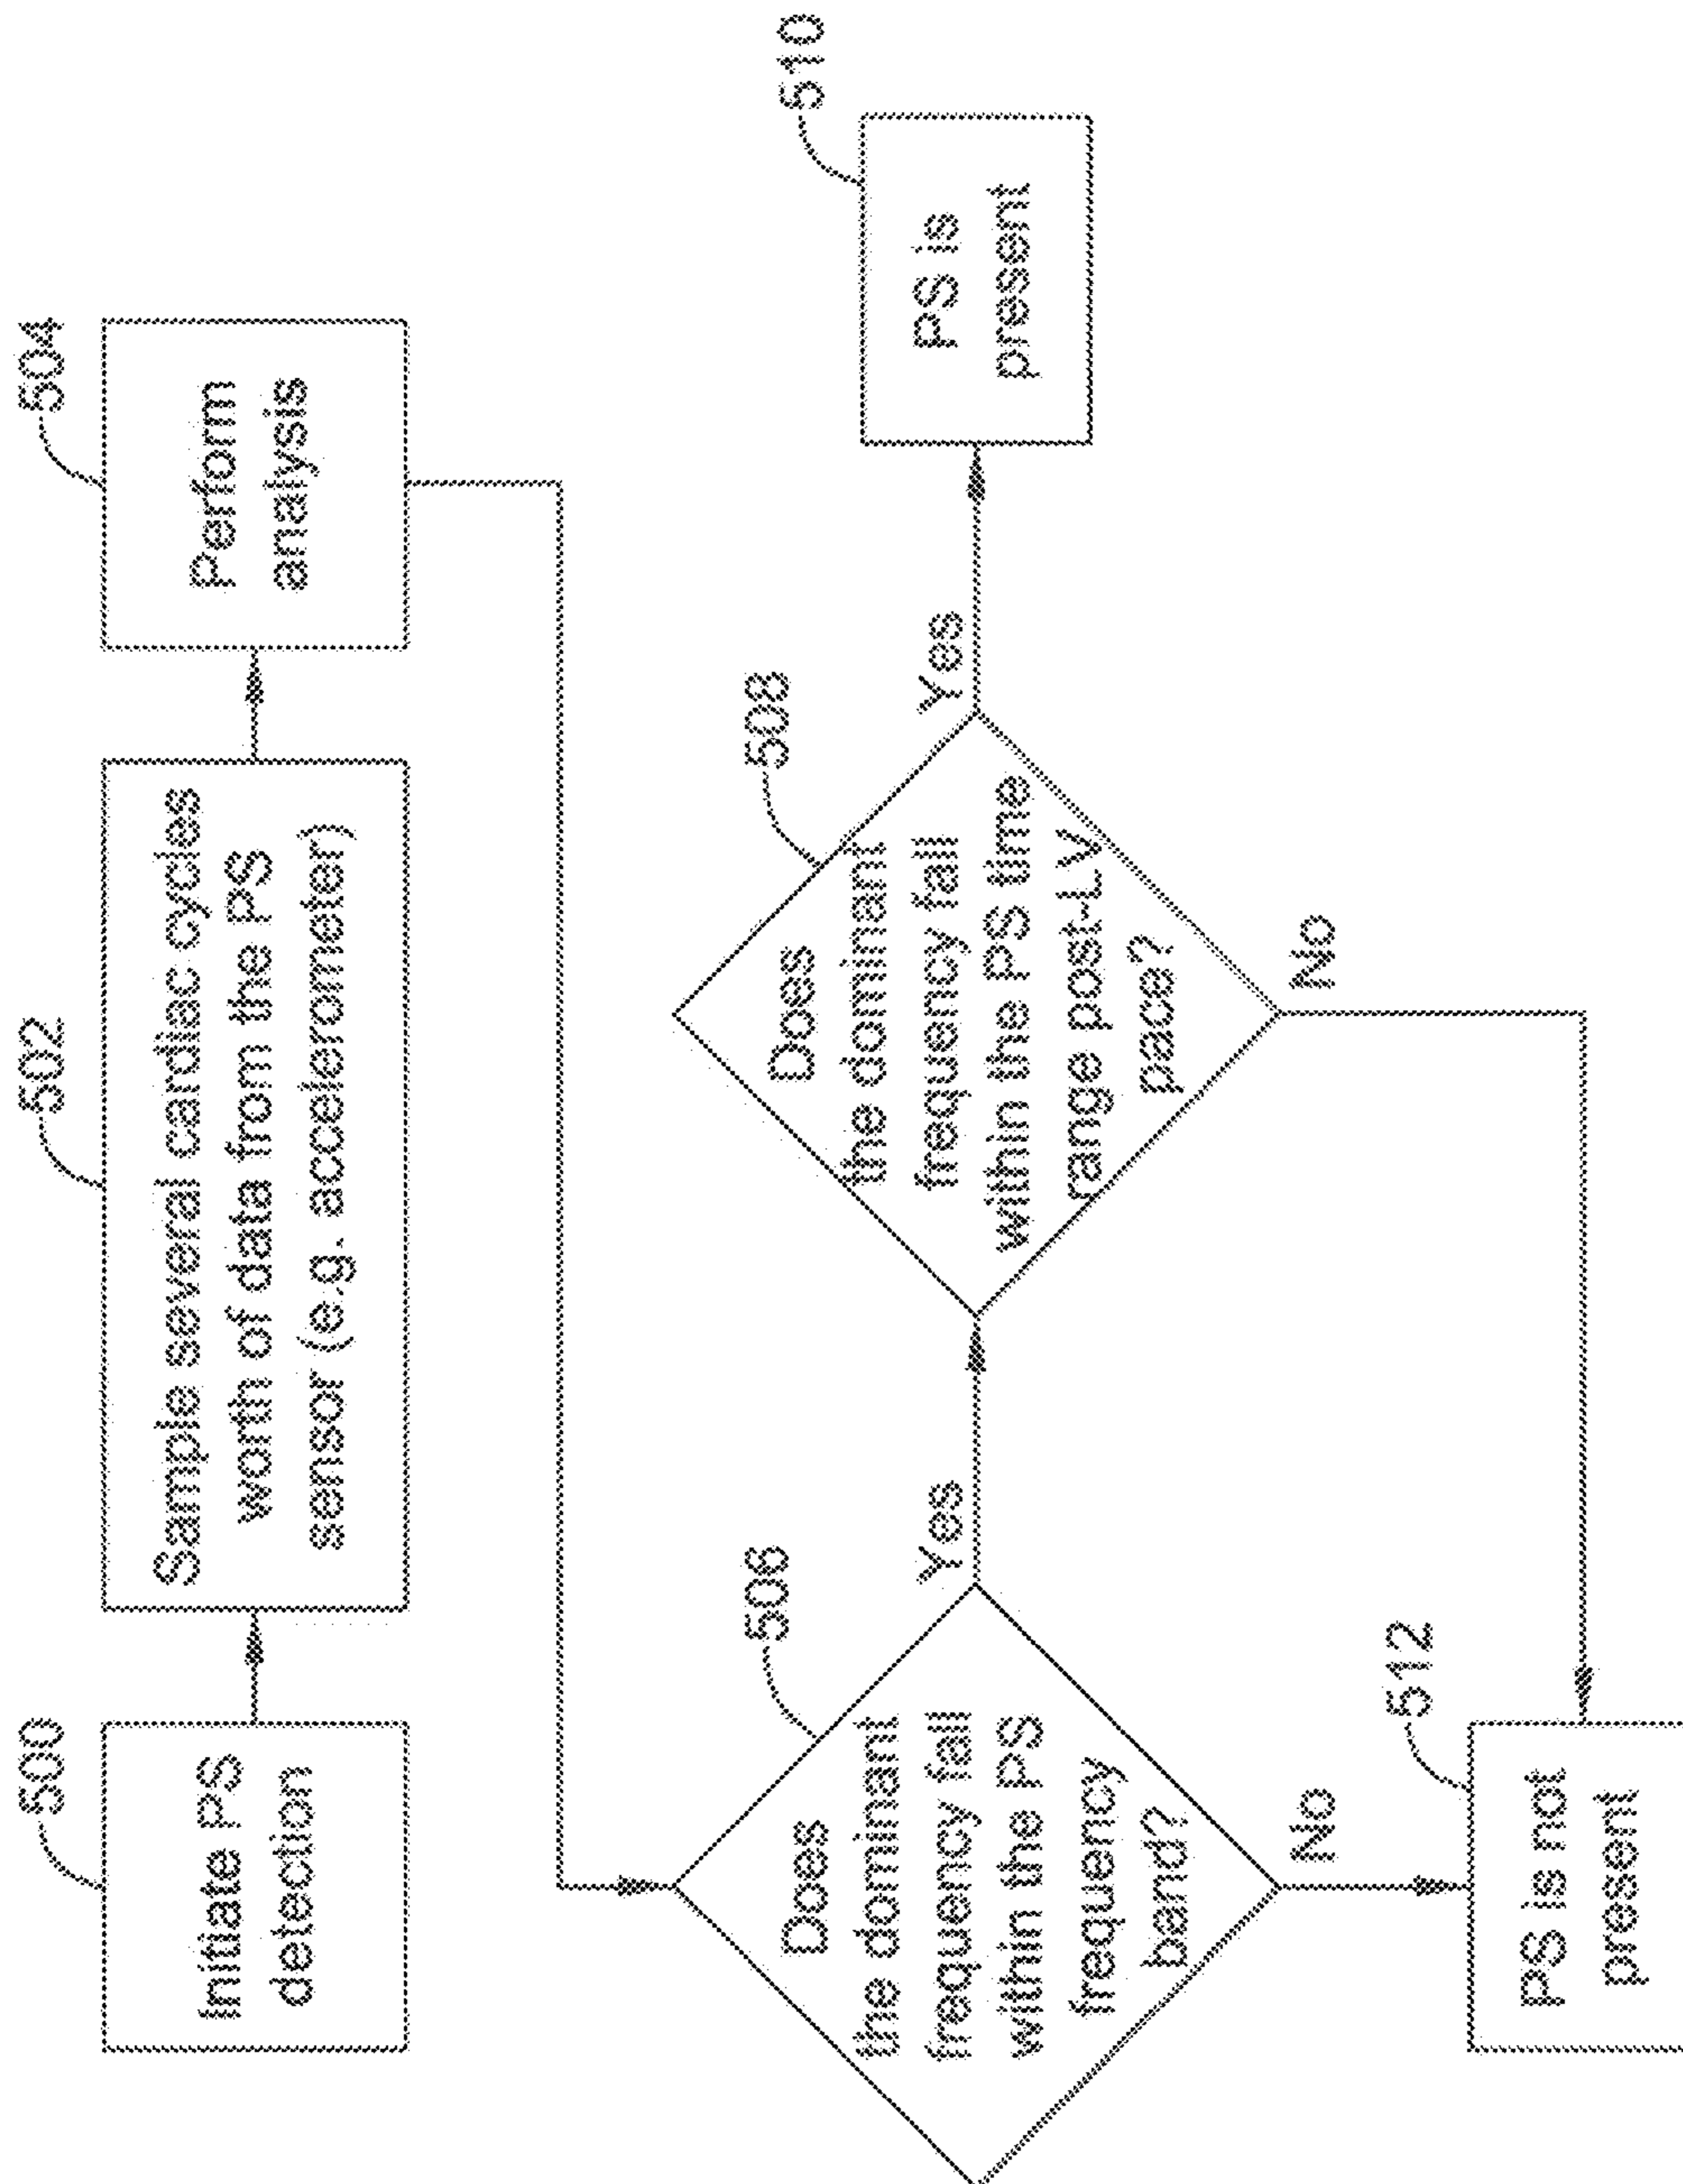 500
Initiate PS
detection
502
Sample several cardiac cycles
worth of data from the PS
sensor (e.g. accelerometer)
504
Perform
analysis
506
Does
the dominant
frequency fall
within the PS
frequency
band?
Yes
No
508
Does
the dominant
frequency fall
within the PS time
range post-LV
pace?
Yes
No
510
PS is
present
512
PS is not
present